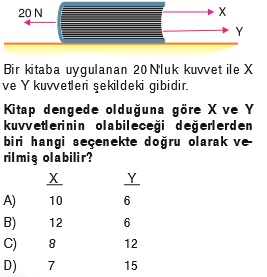 20 N
X
Y
Bir kitaba uygulanan 20 N'luk kuvvet ile X
ve Y kuvvetleri şekildeki gibidir.
Kitap dengede olduğuna göre X ve Y
kuvvetlerinin olabileceği değerlerden
biri hangi seçenekte doğru olarak ve-
rilmiş olabilir?
X Y
A) 10 6
B) 12 6
C) 8 12
D) 7 15